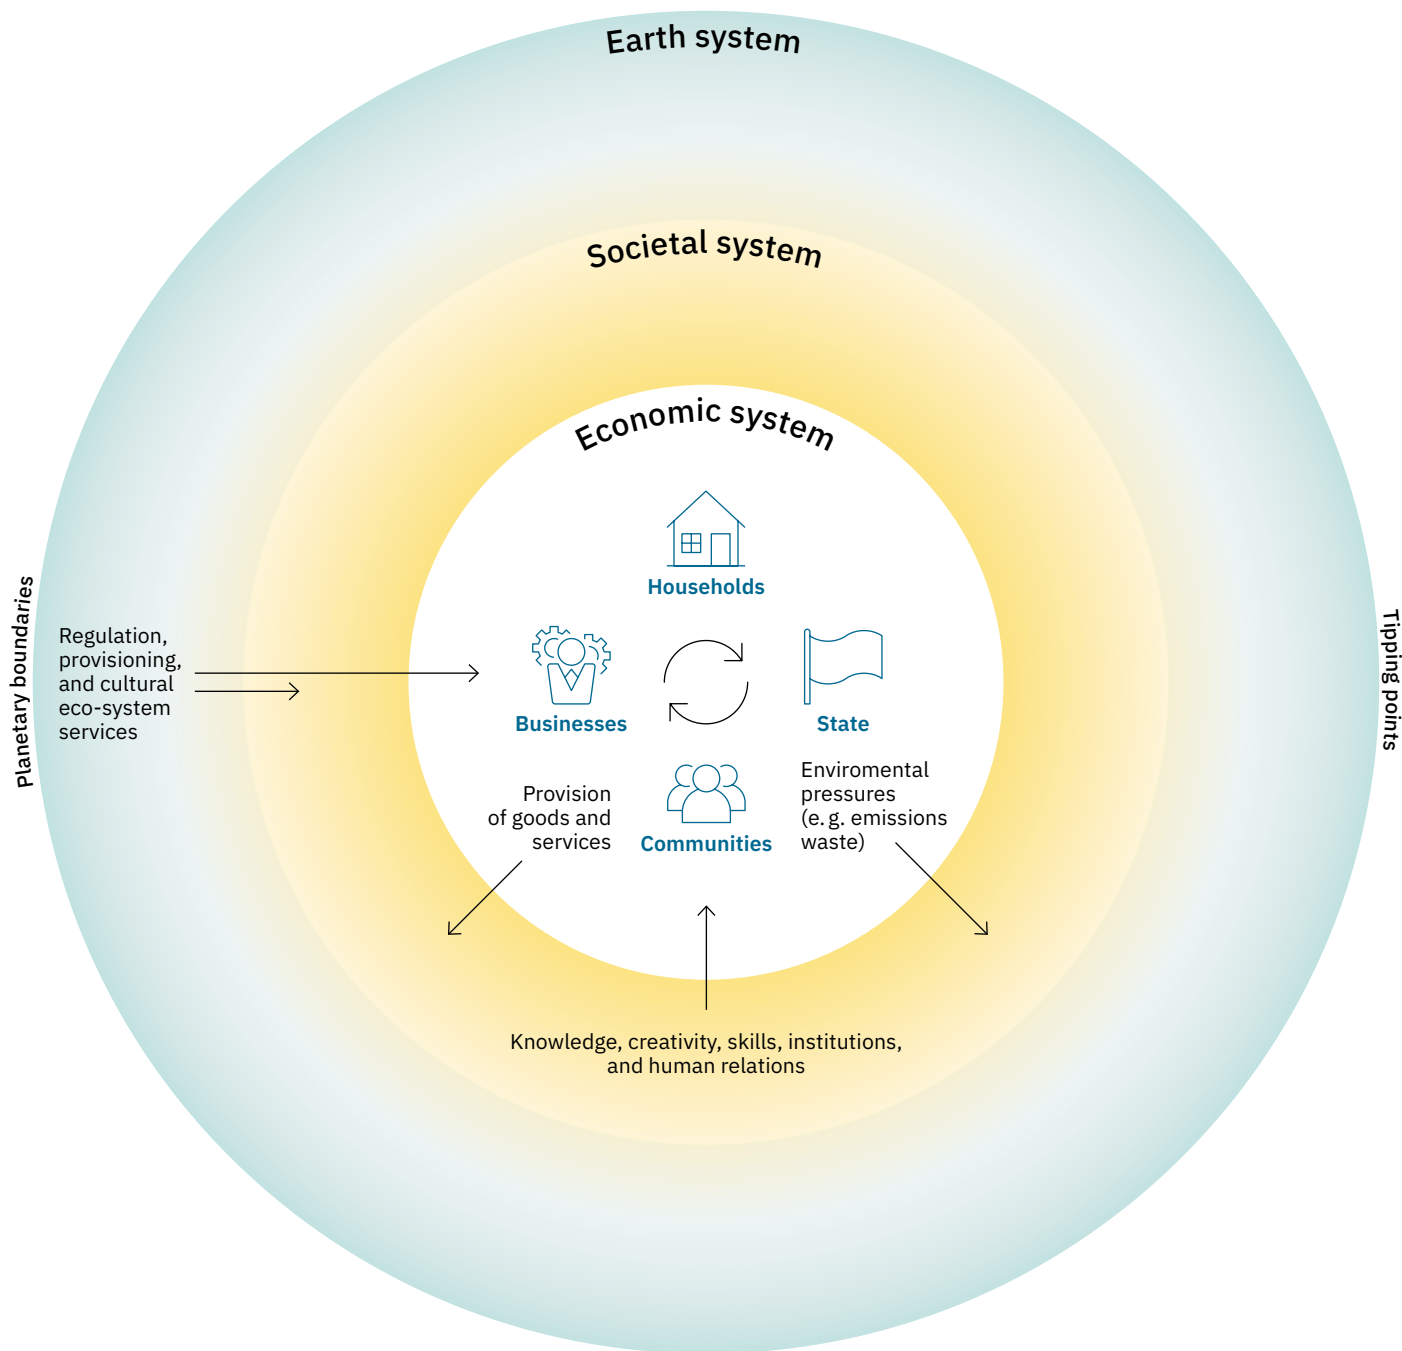 Earth system
Societal system
Economic system
Households
Planetary boundaries
Regulation,
provisioning,
and cultural
eco-system
services
Tipping points
Businesses
State
Provision
of goods and
services
Communities
Enviromental
pressures
(e. g. emissions
waste)
Knowledge, creativity, skills, institutions,
and human relations